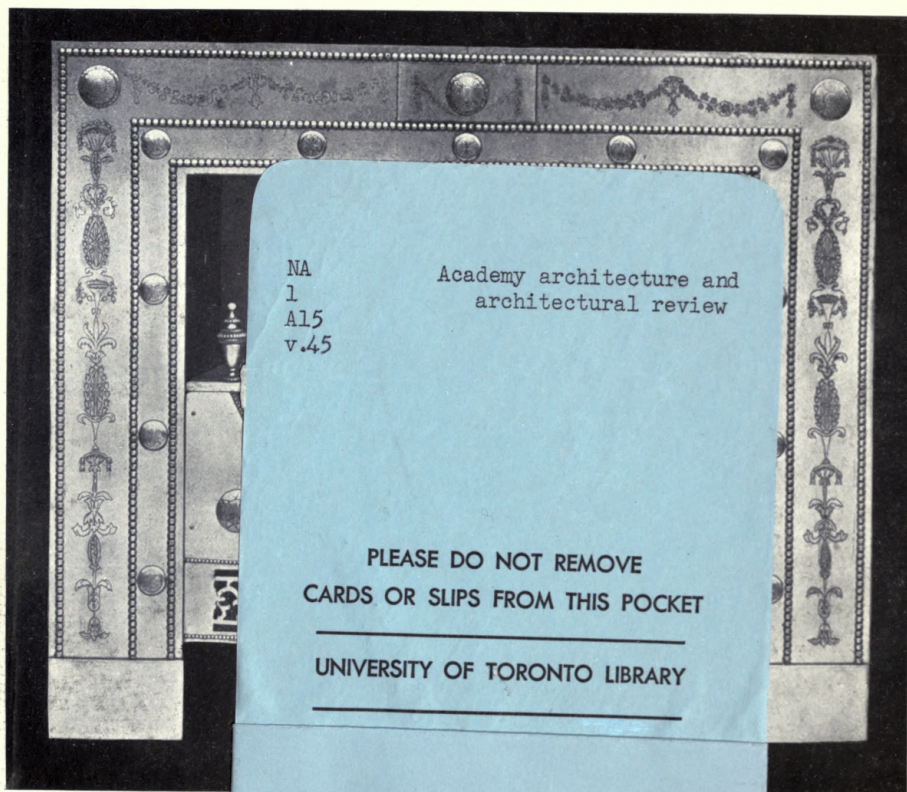 NA
1
A15
v.45
Academy architecture and
architectural review
PLEASE DO NOT REMOVE
CARDS OR SLIPS FROM THIS POCKET
UNIVERSITY OF TORONTO LIBRARY